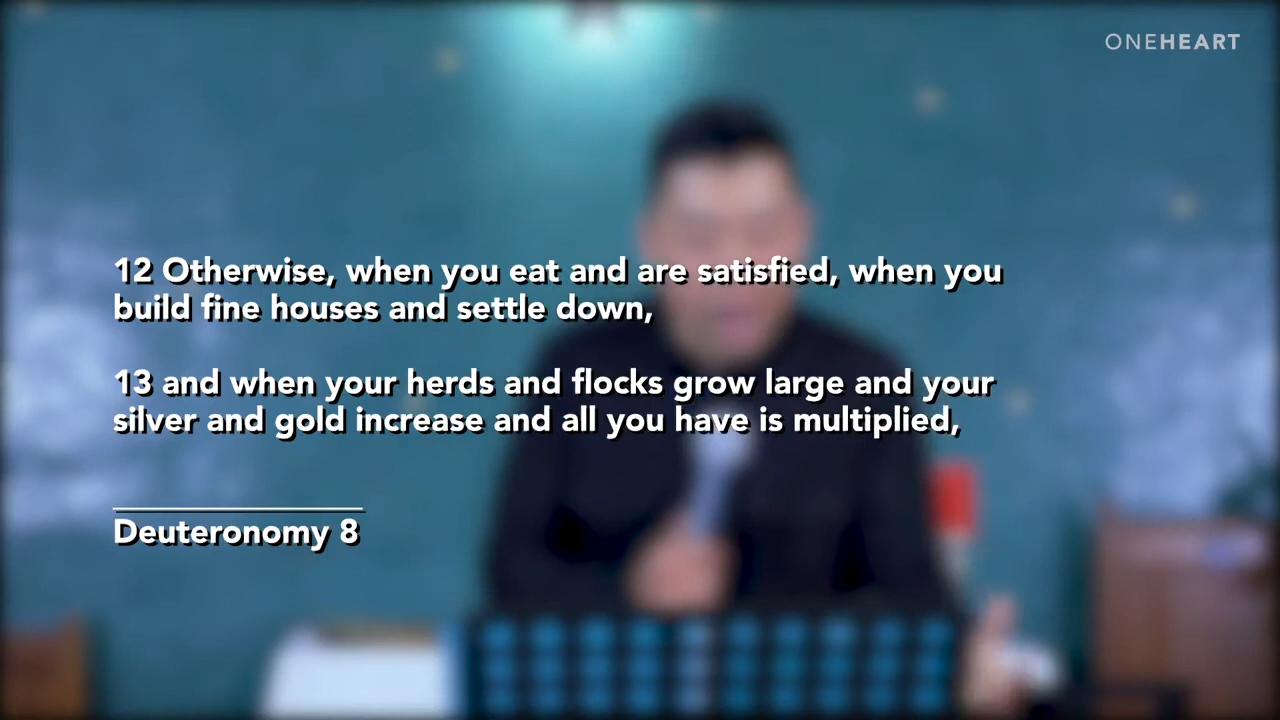 ONEHEART
12 Otherwise, when you eat and are satisfied, when you
build fine houses and settle down,
13 and when your herds and flocks grow large and your
silver and gold increase and all you have is multiplied,
Deuteronomy 8